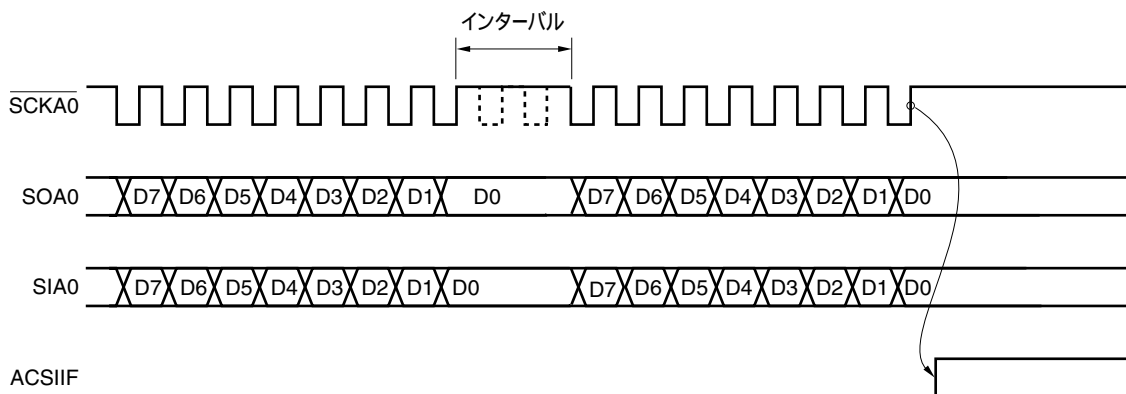 インターバル
SCKA0
SOA0 D7 D6 D5 D4 D3 D2 D1 D0 D7 D6 D5 D4 D3 D2 D1 D0
SIA0 D7 D6 D5 D4 D3 D2 D1 D0 D7 D6 D5 D4 D3 D2 D1 D0
ACSIIF